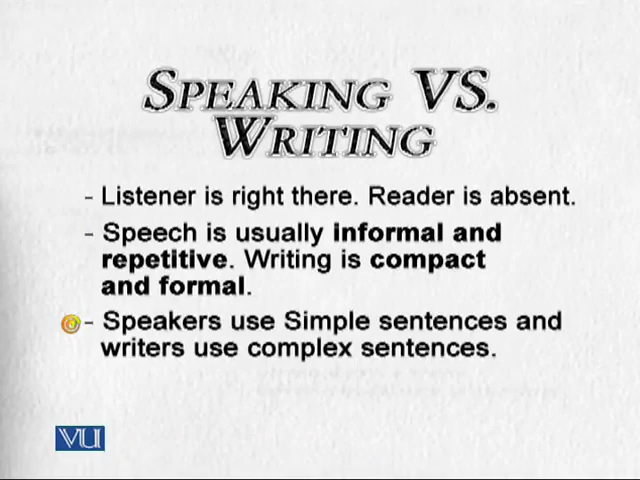 SPEAKING VS.
WRITING
- Listener is right there. Reader is absent.
- Speech is usually informal and
repetitive. Writing is compact
and formal.
- Speakers use Simple sentences and
writers use complex sentences.
VU